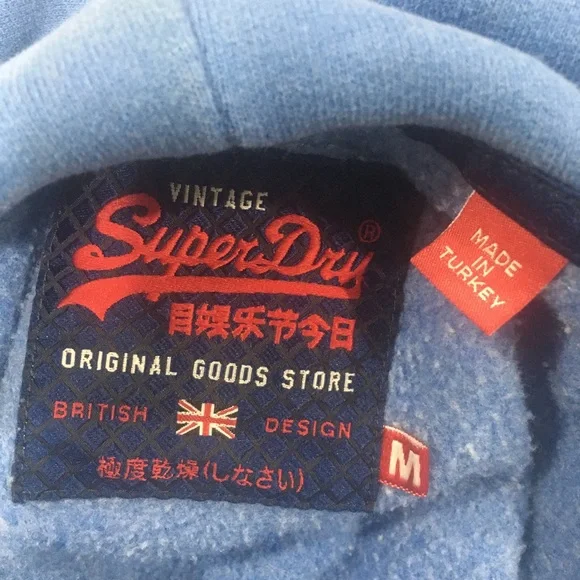 VINTAGE
SuperDry®
目娱乐节今日
ORIGINAL GOODS STORE
BRITISH DESIGN
極度乾燥(しなさい)
M
MADE
IN
TURKEY